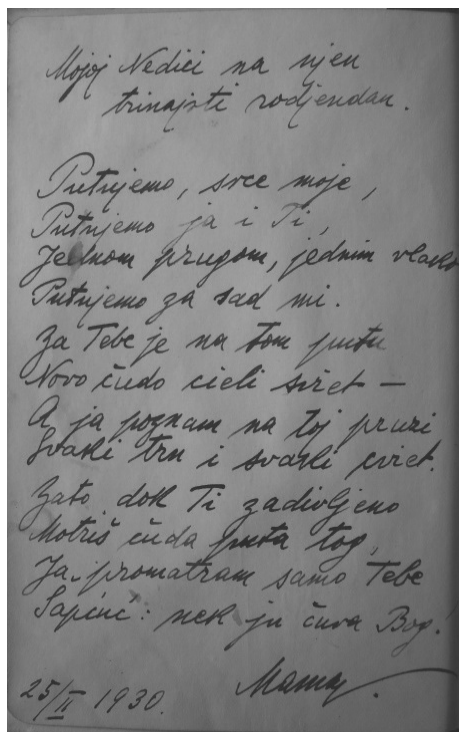 Mojoj Nedici na njen
trinajsti rodjendan.
Putujemo, srce moje,
Putujemo ja i Ti,
Jednom prugom, jednim vlakom
Putujemo za sad mi.
Za Tebe je na tom putu
Novo čudo cieli sviet —
A ja poznam na toj pruzi
Svaki trn i svaki cviet.
Zato dok Ti zadivljeno
Motriš čuda puta tog,
Ja promatram samo Tebe
Šapćuć: nek ju čuva Bog!
Mama.
25/II 1930.